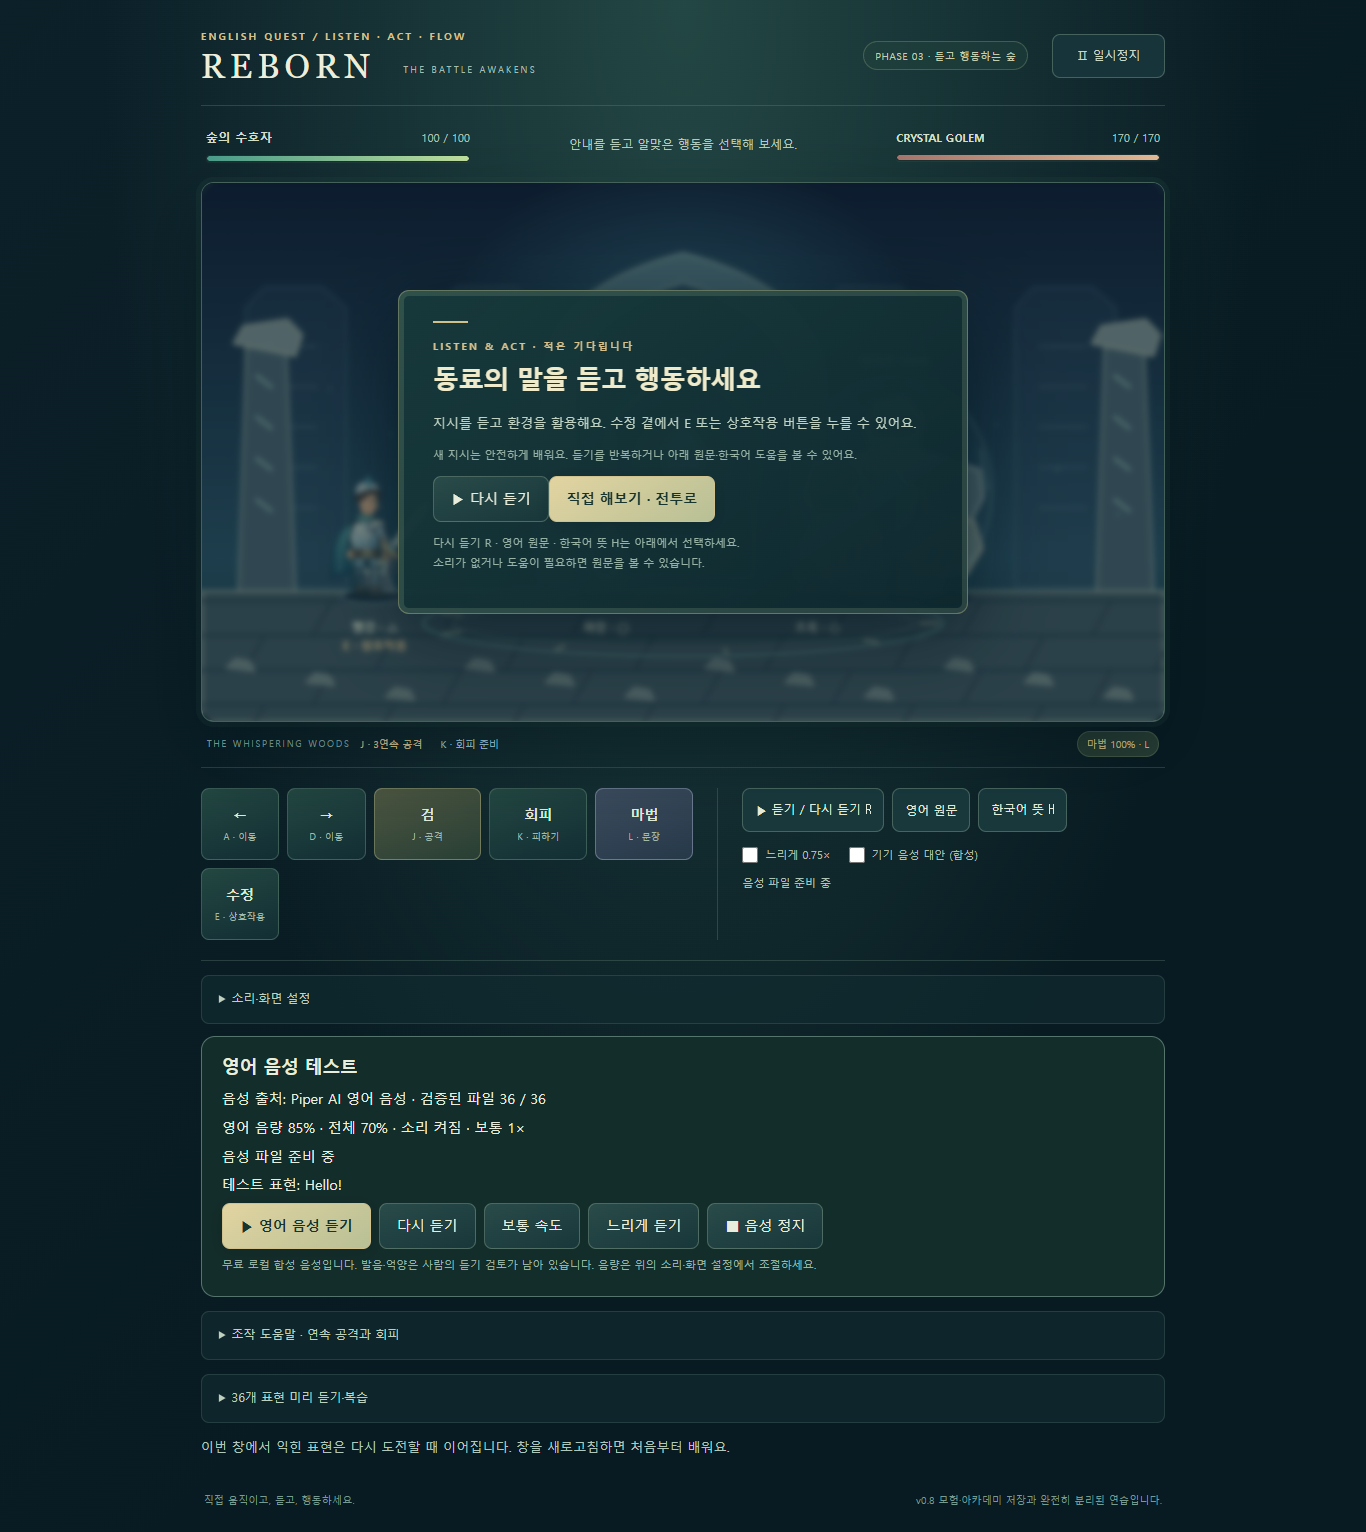 ENGLISH QUEST / LISTEN · ACT · FLOW
REBORN THE BATTLE AWAKENS
PHASE 03 · 듣고 행동하는 숲
II 일시정지
숲의 수호자 100 / 100
안내를 듣고 알맞은 행동을 선택해 보세요.
CRYSTAL GOLEM 170 / 170
LISTEN & ACT · 적은 기다립니다
동료의 말을 듣고 행동하세요
지시를 듣고 환경을 활용해요. 수정 곁에서 E 또는 상호작용 버튼을 누를 수 있어요.
새 지시는 안전하게 배워요. 듣기를 반복하거나 아래 원문·한국어 도움을 볼 수 있어요.
▶ 다시 듣기 직접 해보기 · 전투로
다시 듣기 R · 영어 원문 · 한국어 뜻 H는 아래에서 선택하세요.
소리가 없거나 도움이 필요하면 원문을 볼 수 있습니다.
THE WHISPERING WOODS J · 3연속 공격 K · 회피 준비
마법 100% · L
← → 검 회피 마법
A · 이동 D · 이동 J · 공격 K · 피하기 L · 문장
수정
E · 상호작용
▶ 듣기 / 다시 듣기 R 영어 원문 한국어 뜻 H
느리게 0.75× 기기 음성 대안 (합성)
음성 파일 준비 중
▶ 소리·화면 설정
영어 음성 테스트
음성 출처: Piper AI 영어 음성 · 검증된 파일 36 / 36
영어 음량 85% · 전체 70% · 소리 켜짐 · 보통 1×
음성 파일 준비 중
테스트 표현: Hello!
▶ 영어 음성 듣기 다시 듣기 보통 속도 느리게 듣기 ■ 음성 정지
무료 로컬 합성 음성입니다. 발음·억양은 사람의 듣기 검토가 남아 있습니다. 음량은 위의 소리·화면 설정에서 조절하세요.
▶ 조작 도움말 · 연속 공격과 회피
▶ 36개 표현 미리 듣기·복습
이번 창에서 익힌 표현은 다시 도전할 때 이어집니다. 창을 새로고침하면 처음부터 배워요.
직접 움직이고, 듣고, 행동하세요.
v0.8 모험·아카데미 저장과 완전히 분리된 연습입니다.